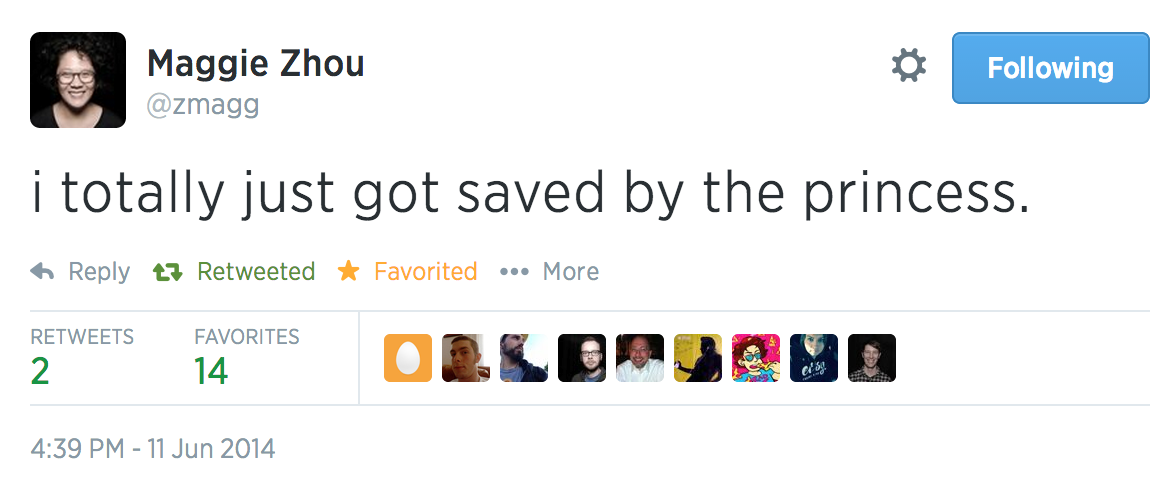 Maggie Zhou
@zmagg
Following
i totally just got saved by the princess.
Reply Retweeted Favorited More
RETWEETS FAVORITES
2 14
4:39 PM - 11 Jun 2014